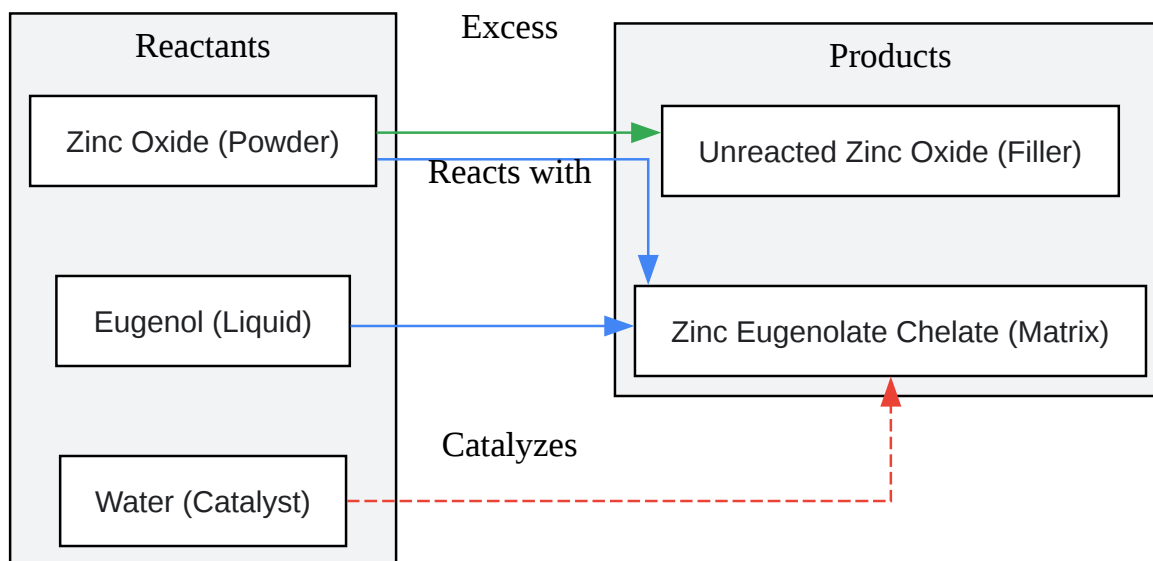 Reactants
Zinc Oxide (Powder)
Eugenol (Liquid)
Water (Catalyst)
Excess
Reacts with
Catalyzes
Products
Unreacted Zinc Oxide (Filler)
Zinc Eugenolate Chelate (Matrix)